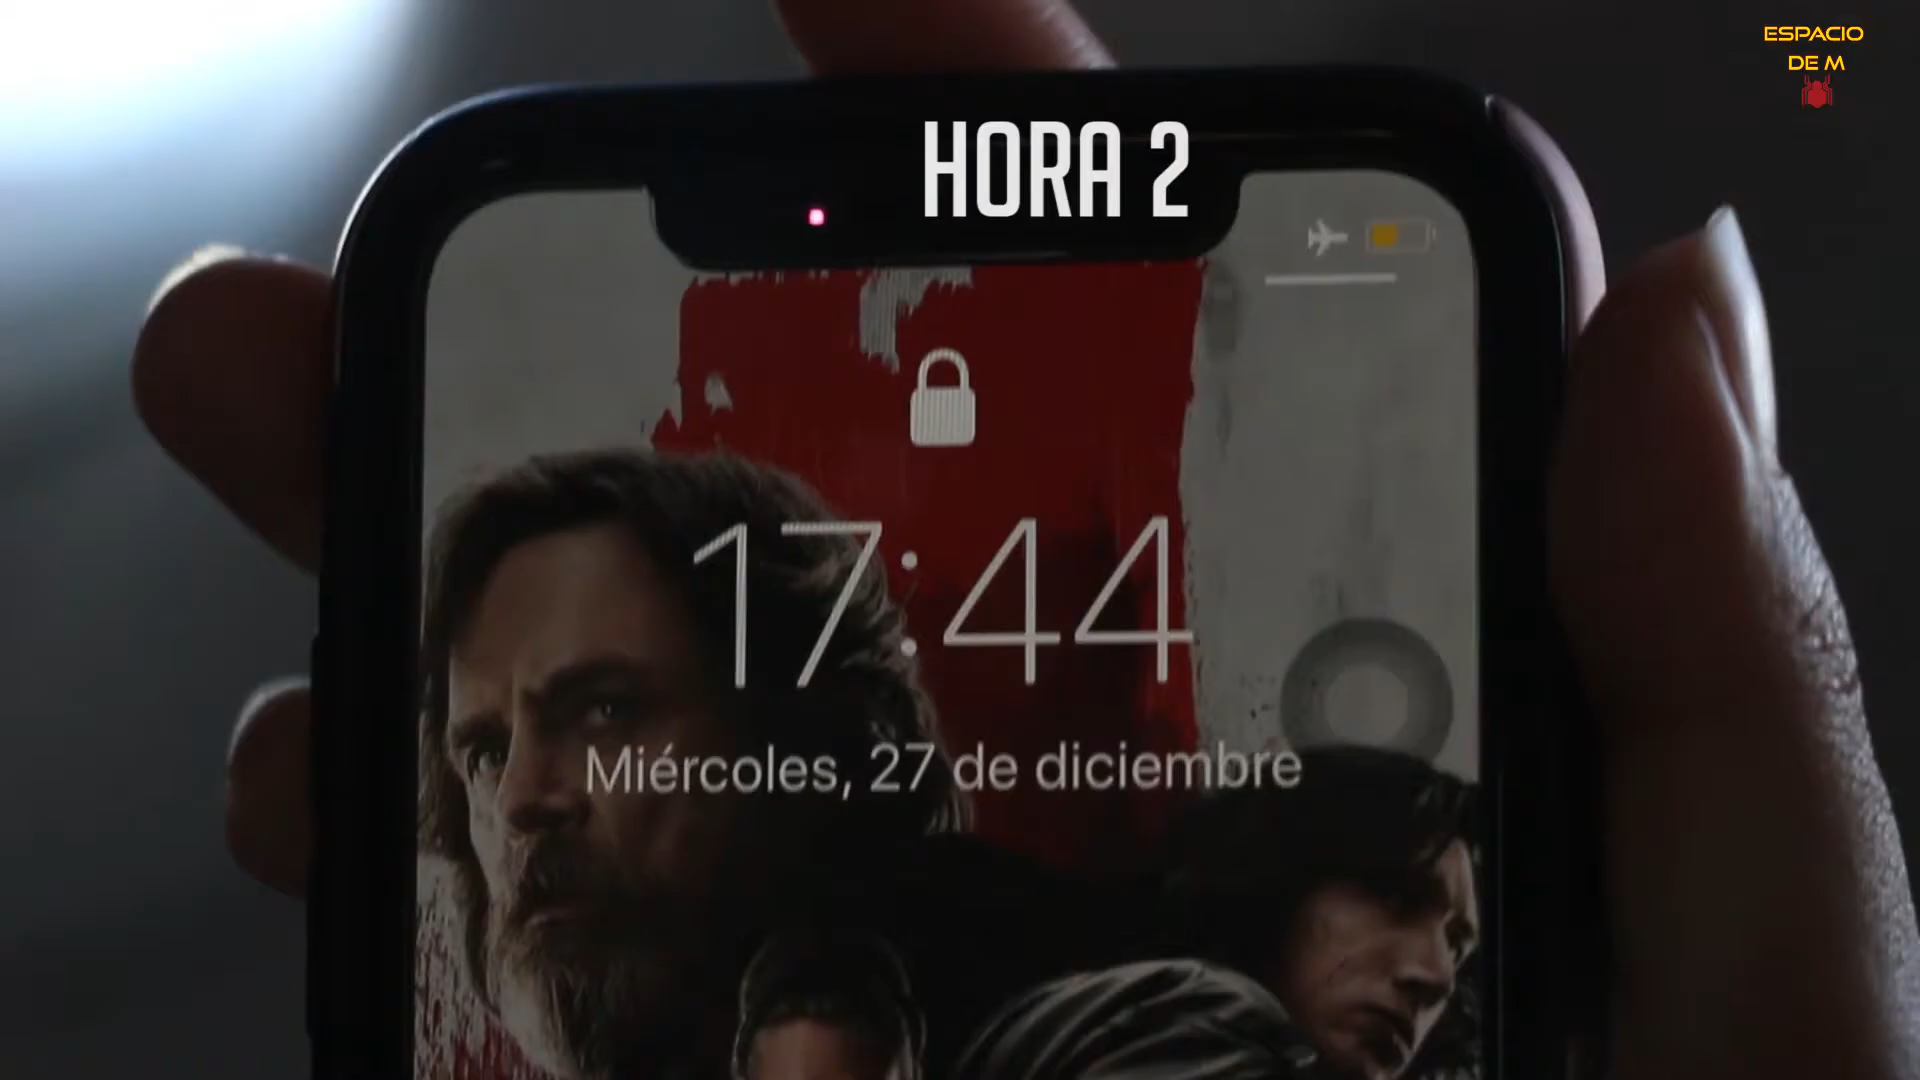 ESPACIO
DE M
HORA 2
17:44
Miércoles, 27 de diciembre